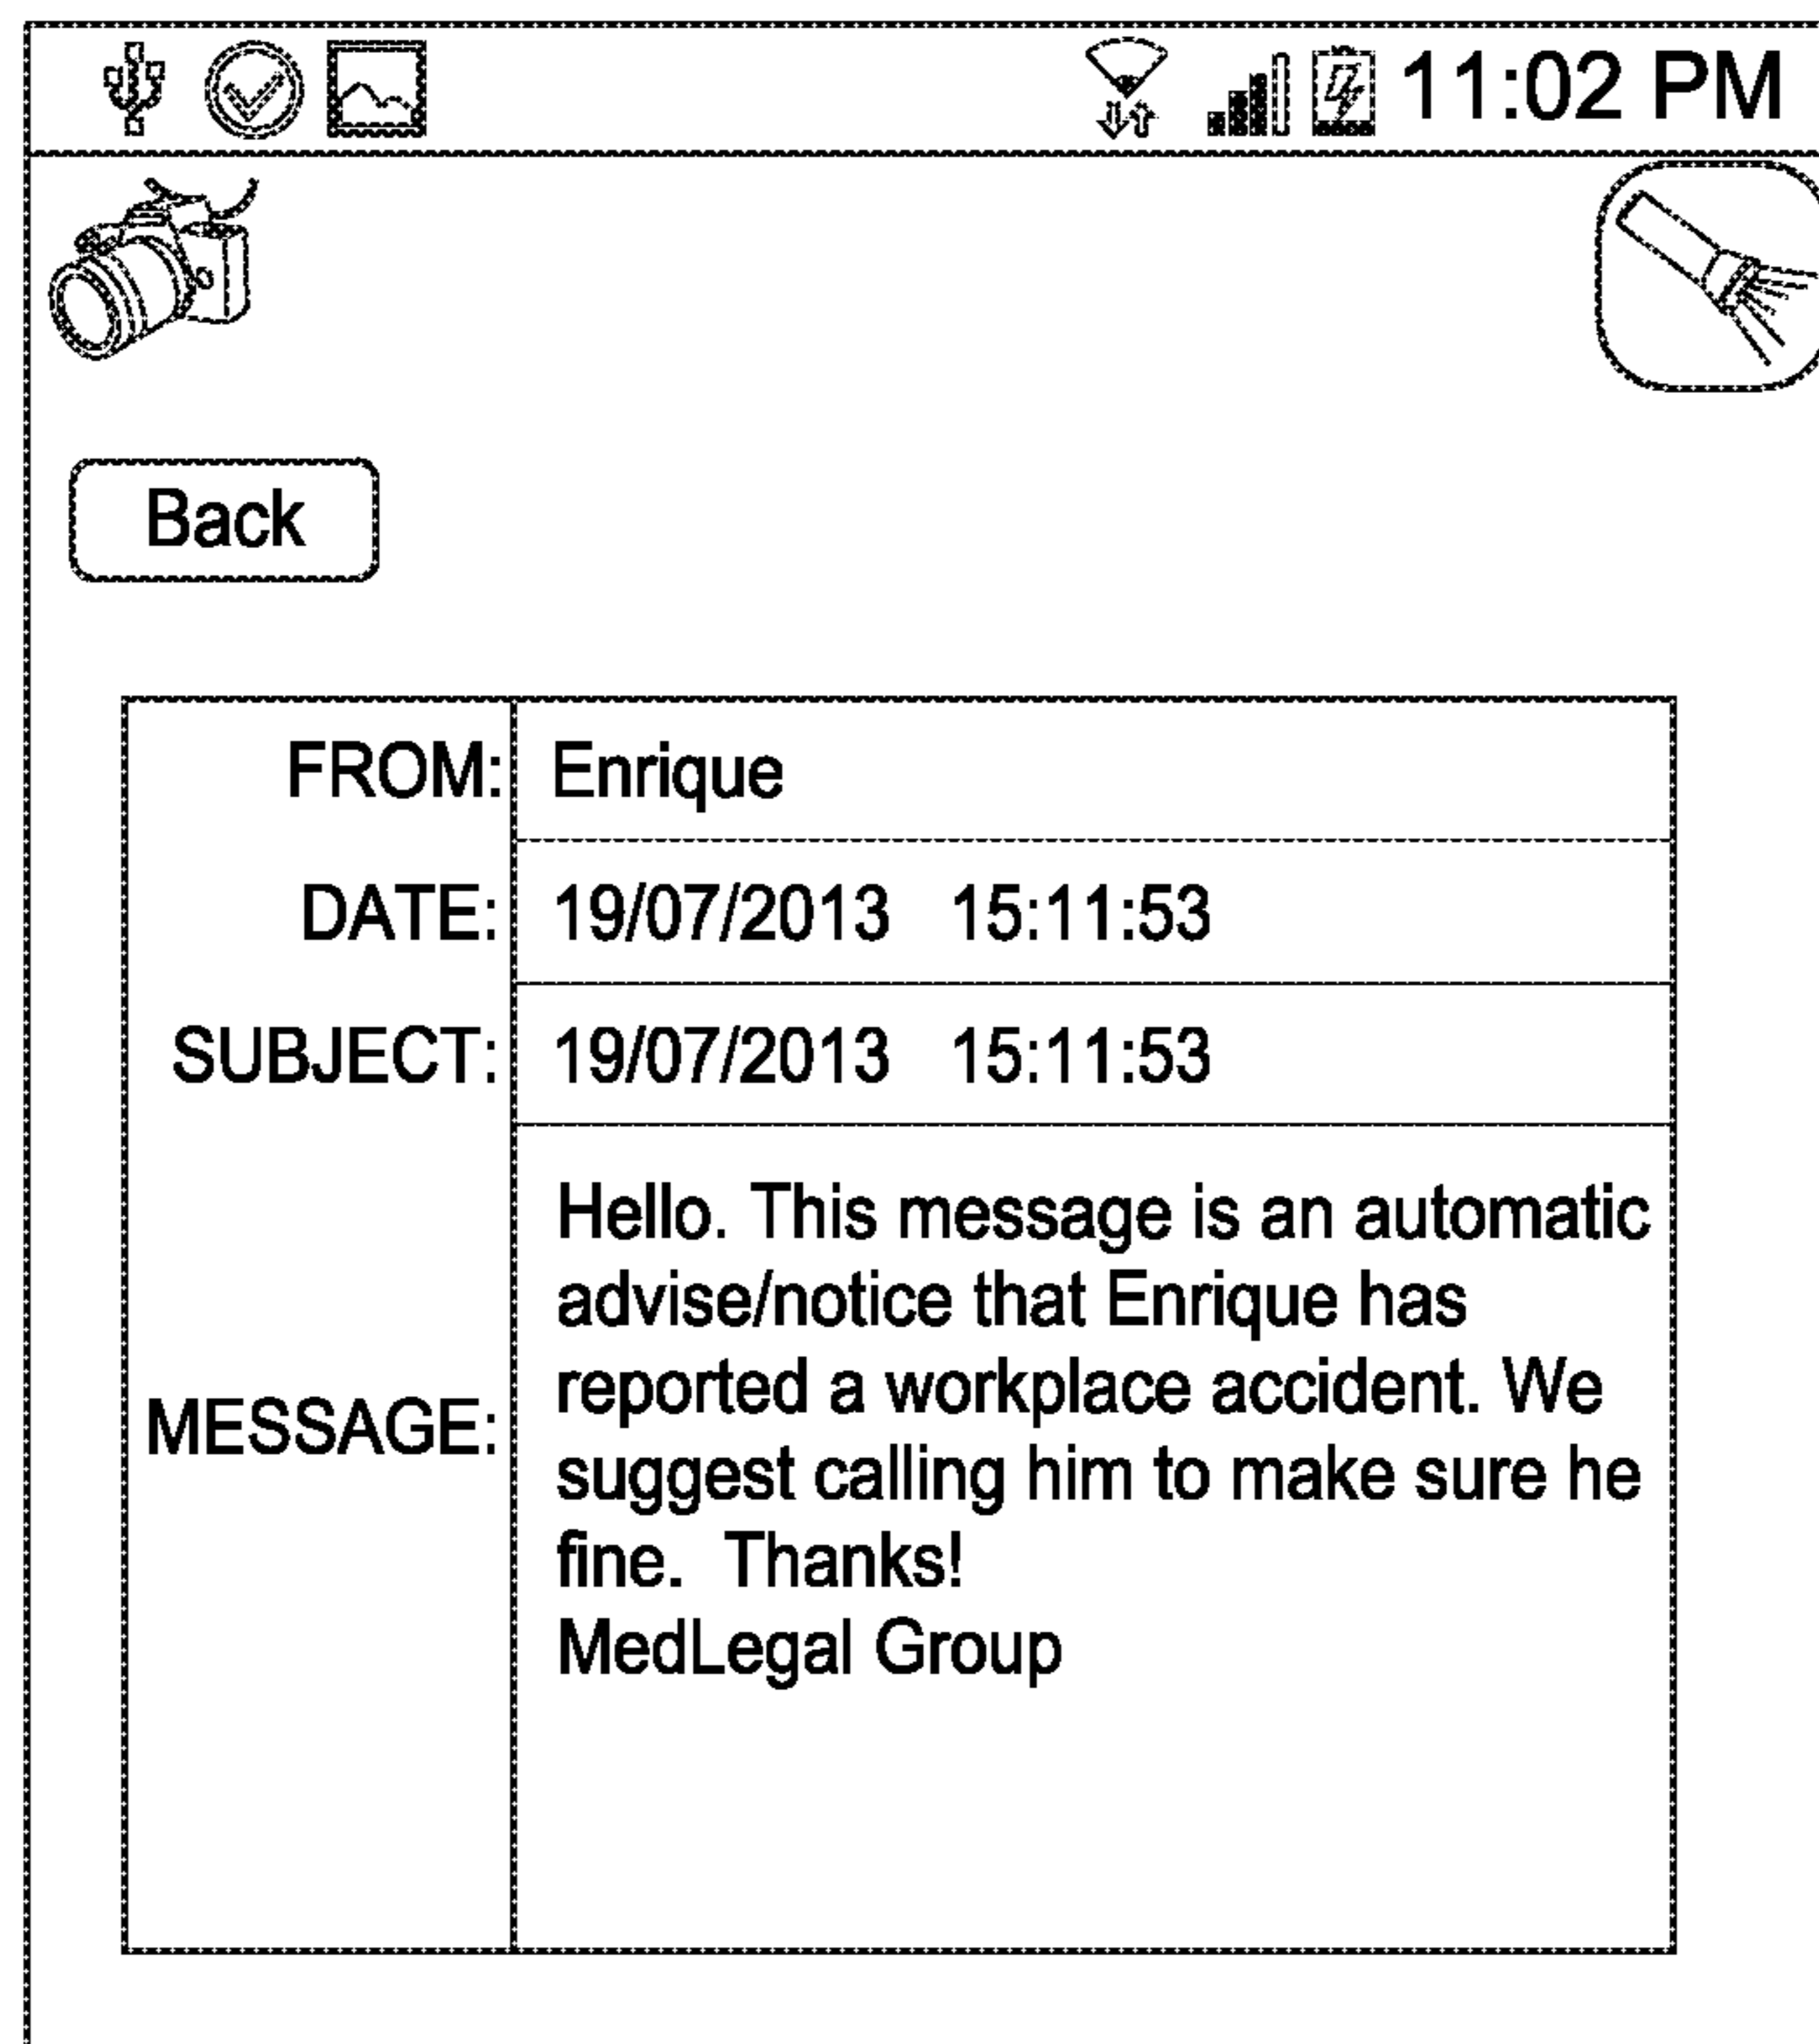 11:02 PM
Back
FROM: Enrique
DATE: 19/07/2013 15:11:53
SUBJECT: 19/07/2013 15:11:53
MESSAGE:
Hello. This message is an automatic
advise/notice that Enrique has
reported a workplace accident. We
suggest calling him to make sure he
fine. Thanks!
MedLegal Group